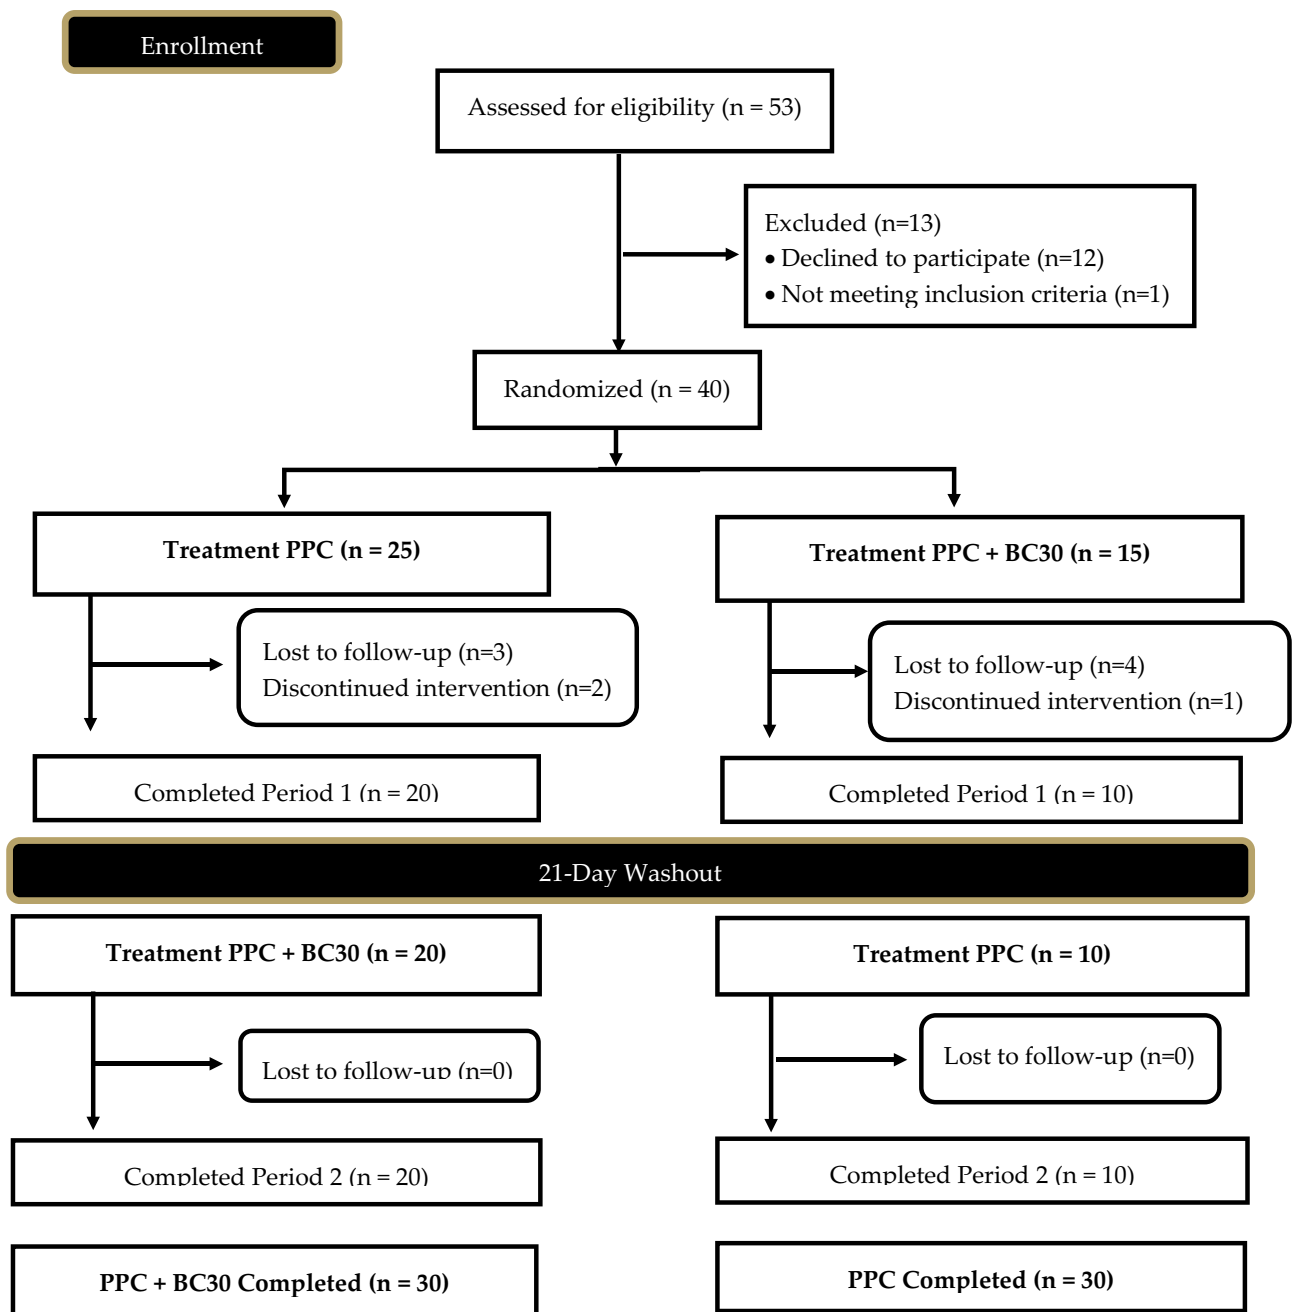 Enrollment
Assessed for eligibility (n = 53)
Excluded (n=13)
• Declined to participate (n=12)
• Not meeting inclusion criteria (n=1)
Randomized (n = 40)
Treatment PPC (n = 25)
Treatment PPC + BC30 (n = 15)
Lost to follow-up (n=3)
Discontinued intervention (n=2)
Lost to follow-up (n=4)
Discontinued intervention (n=1)
Completed Period 1 (n = 20)
Completed Period 1 (n = 10)
21-Day Washout
Treatment PPC + BC30 (n = 20)
Treatment PPC (n = 10)
Lost to follow-up (n=0)
Lost to follow-up (n=0)
Completed Period 2 (n = 20)
Completed Period 2 (n = 10)
PPC + BC30 Completed (n = 30)
PPC Completed (n = 30)